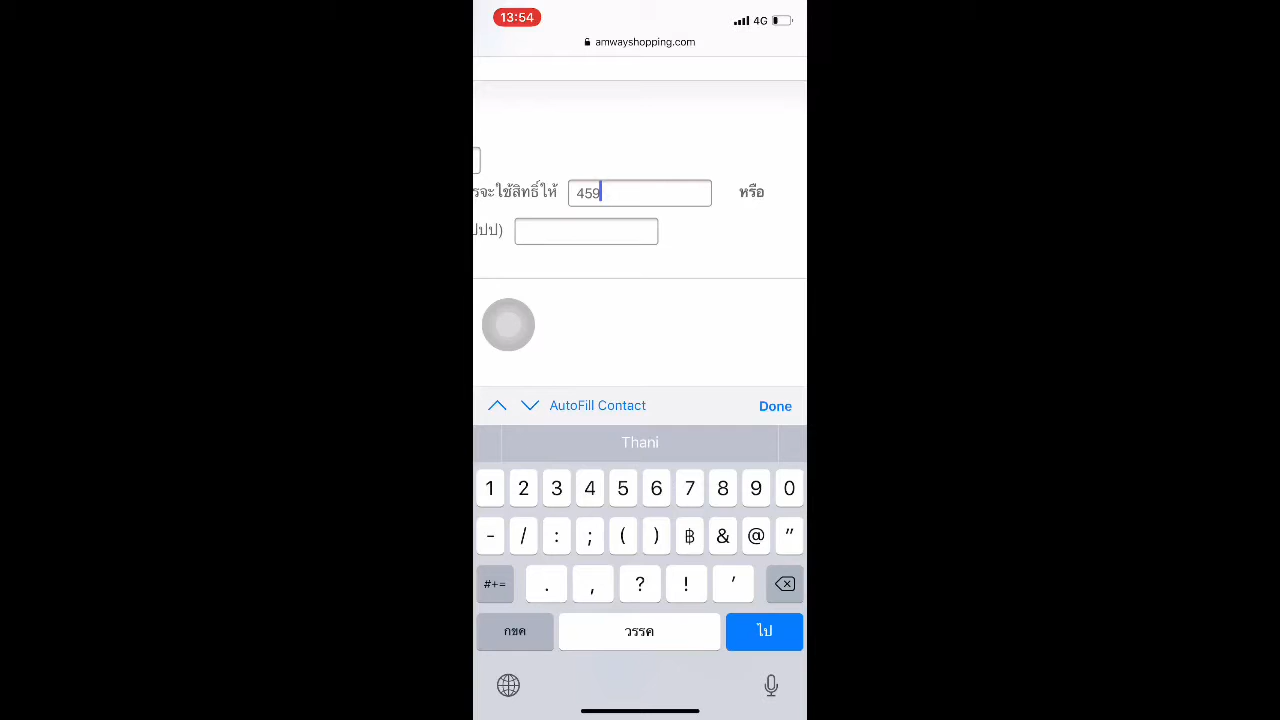 13:54
4G
amwayshopping.com
รจะใช้สิทธิ์ให้ 459 หรือ
ปปป)
AutoFill Contact Done
Thani
1 2 3 4 5 6 7 8 9 0
- / : ; ( ) ฿ & @ ”
#+= . , ? ! ’
กขค วรรค ไป